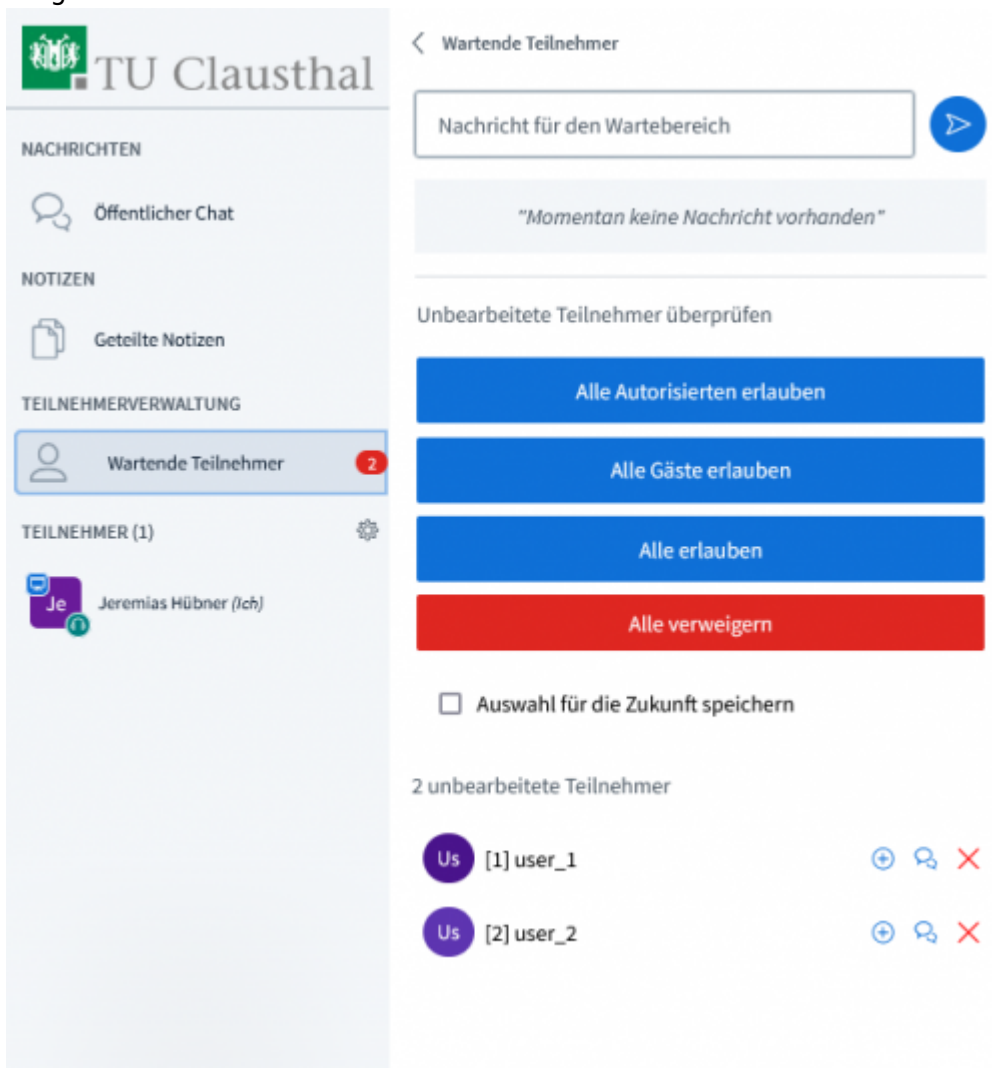 TU Clausthal
NACHRICHTEN
Öffentlicher Chat
NOTIZEN
Geteilte Notizen
TEILNEHMERVERWALTUNG
Wartende Teilnehmer 2
TEILNEHMER (1)
Je Jeremias Hübner (Ich)
Wartende Teilnehmer
Nachricht für den Wartebereich
"Momentan keine Nachricht vorhanden"
Unbearbeitete Teilnehmer überprüfen
Alle Autorisierten erlauben
Alle Gäste erlauben
Alle erlauben
Alle verweigern
Auswahl für die Zukunft speichern
2 unbearbeitete Teilnehmer
Us [1] user_1
Us [2] user_2